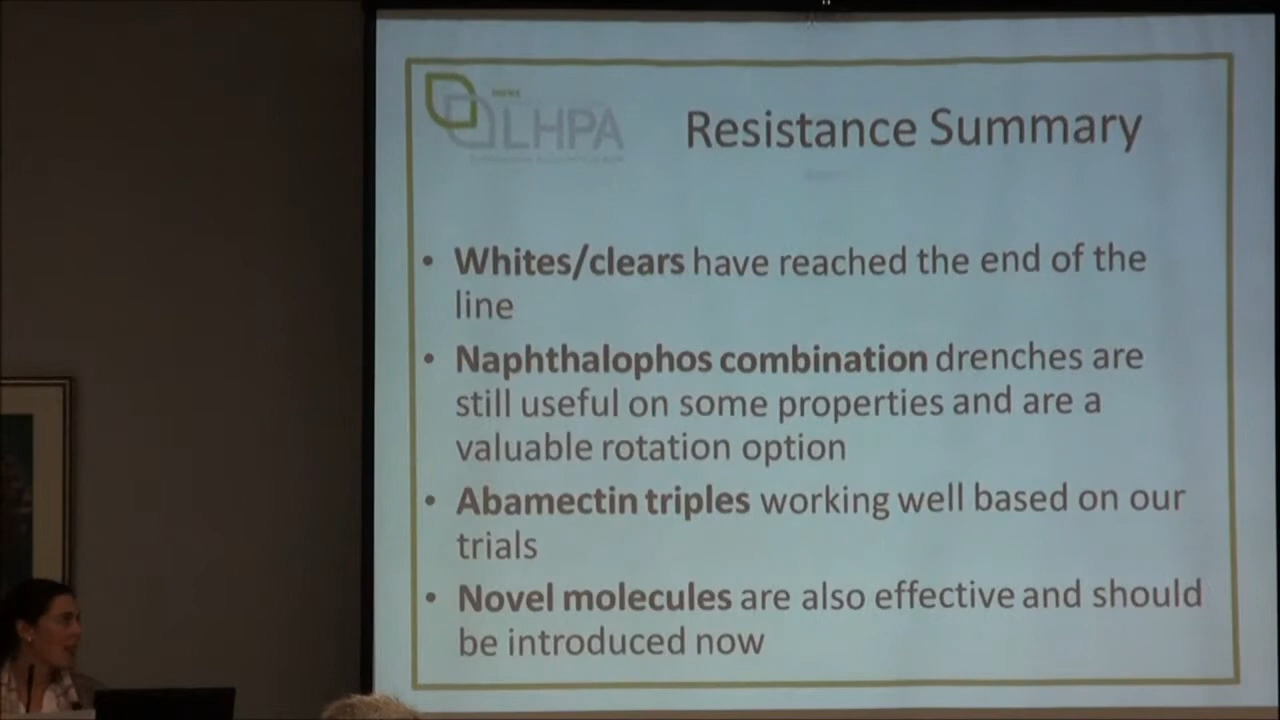 LHPA
Resistance Summary
• Whites/clears have reached the end of the
line
• Naphthalophos combination drenches are
still useful on some properties and are a
valuable rotation option
• Abamectin triples working well based on our
trials
• Novel molecules are also effective and should
be introduced now